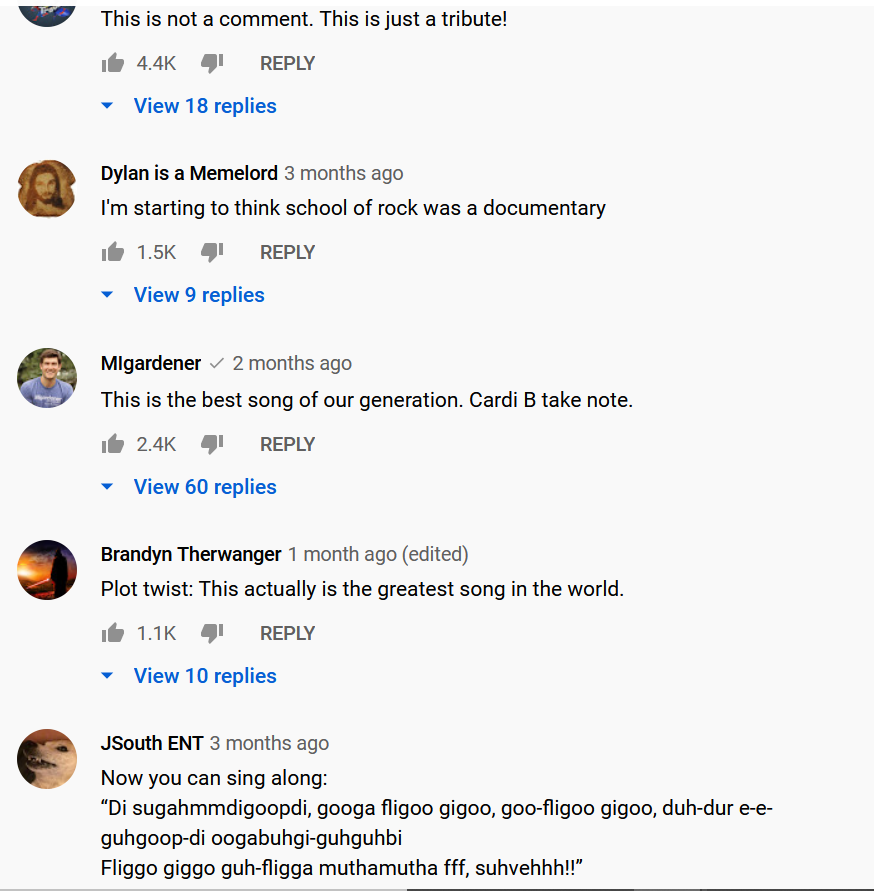 This is not a comment. This is just a tribute!
4.4K REPLY
View 18 replies
Dylan is a Memelord 3 months ago
I'm starting to think school of rock was a documentary
1.5K REPLY
View 9 replies
MIgardener 2 months ago
This is the best song of our generation. Cardi B take note.
2.4K REPLY
View 60 replies
Brandyn Therwanger 1 month ago (edited)
Plot twist: This actually is the greatest song in the world.
1.1K REPLY
View 10 replies
JSouth ENT 3 months ago
Now you can sing along:
“Di sugahmmdigoopdi, googa fligoo gigoo, goo-fligoo gigoo, duh-dur e-e-
guhgoop-di oogabuhgi-guhguhbi
Fliggo giggo guh-fligga muthamutha fff, suhvehhh!!”